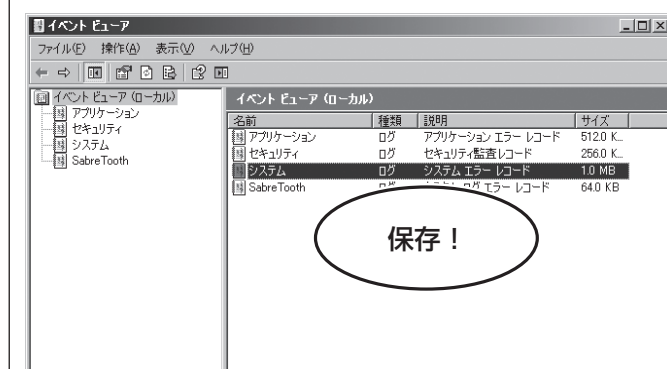 イベント ビューア
ファイル(F) 操作(A) 表示(V) ヘルプ(H)
イベント ビューア (ローカル)
アプリケーション
セキュリティ
システム
SabreTooth
イベント ビューア (ローカル)
名前 種類 説明 サイズ
アプリケーション ログ アプリケーション エラー レコード 512.0 K...
セキュリティ ログ セキュリティ監査レコード 256.0 K...
システム ログ システム エラー レコード 1.0 MB
SabreTooth ログ エラー レコード 64.0 KB
保存！